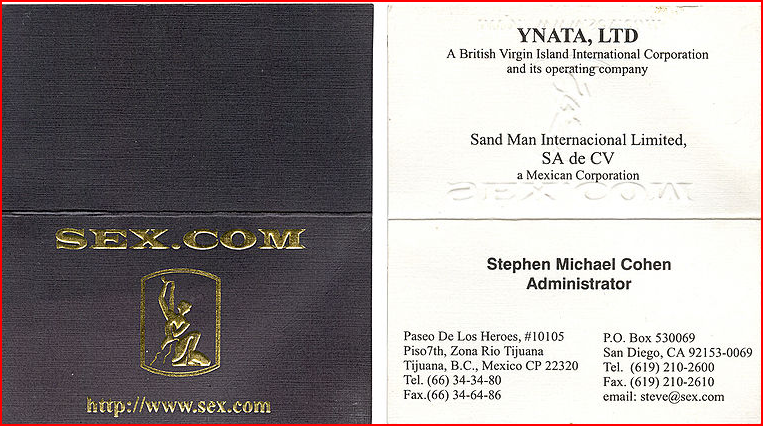 SEX.COM
http://www.sex.com
YNATA, LTD
A British Virgin Island International Corporation
and its operating company
Sand Man Internacional Limited,
SA de CV
a Mexican Corporation
Stephen Michael Cohen
Administrator
Paseo De Los Heroes, #10105
Piso7th, Zona Rio Tijuana
Tijuana, B.C., Mexico CP 22320
Tel. (66) 34-34-80
Fax.(66) 34-64-86
P.O. Box 530069
San Diego, CA 92153-0069
Tel. (619) 210-2600
Fax. (619) 210-2610
email: steve@sex.com